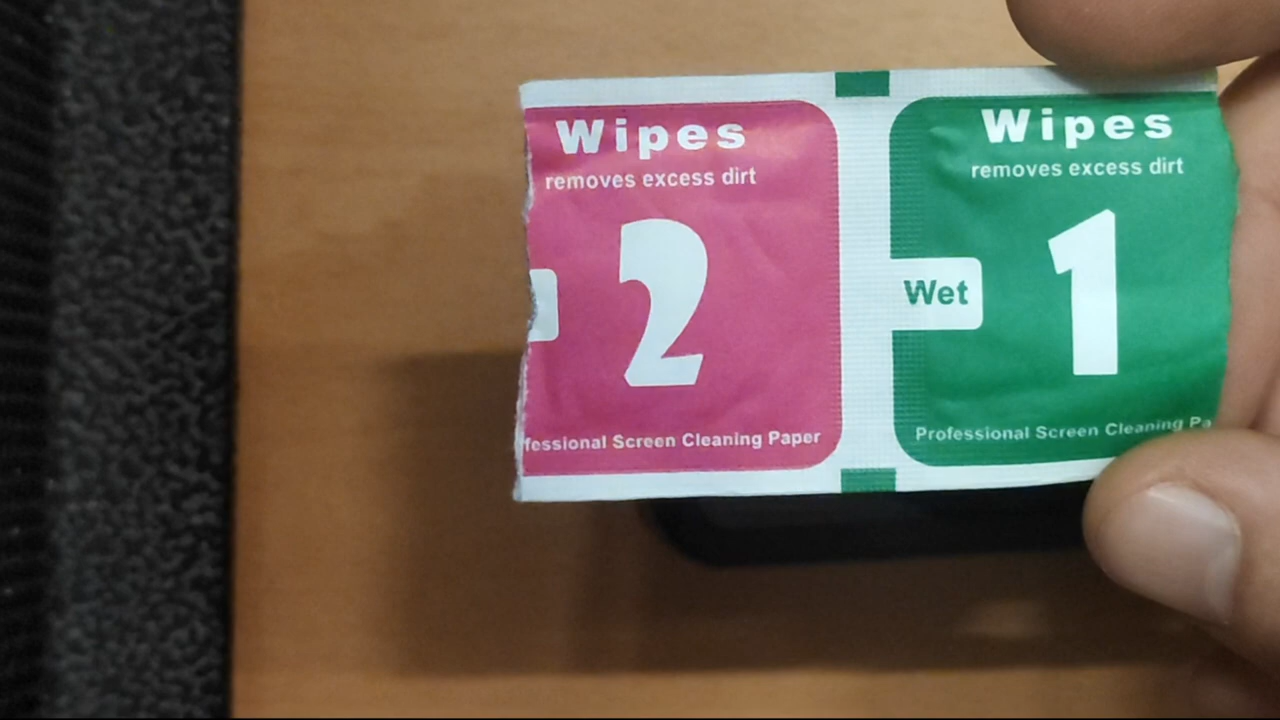 Wipes
removes excess dirt
2
fessional Screen Cleaning Paper
Wipes
removes excess dirt
Wet
1
Professional Screen Cleaning Pa